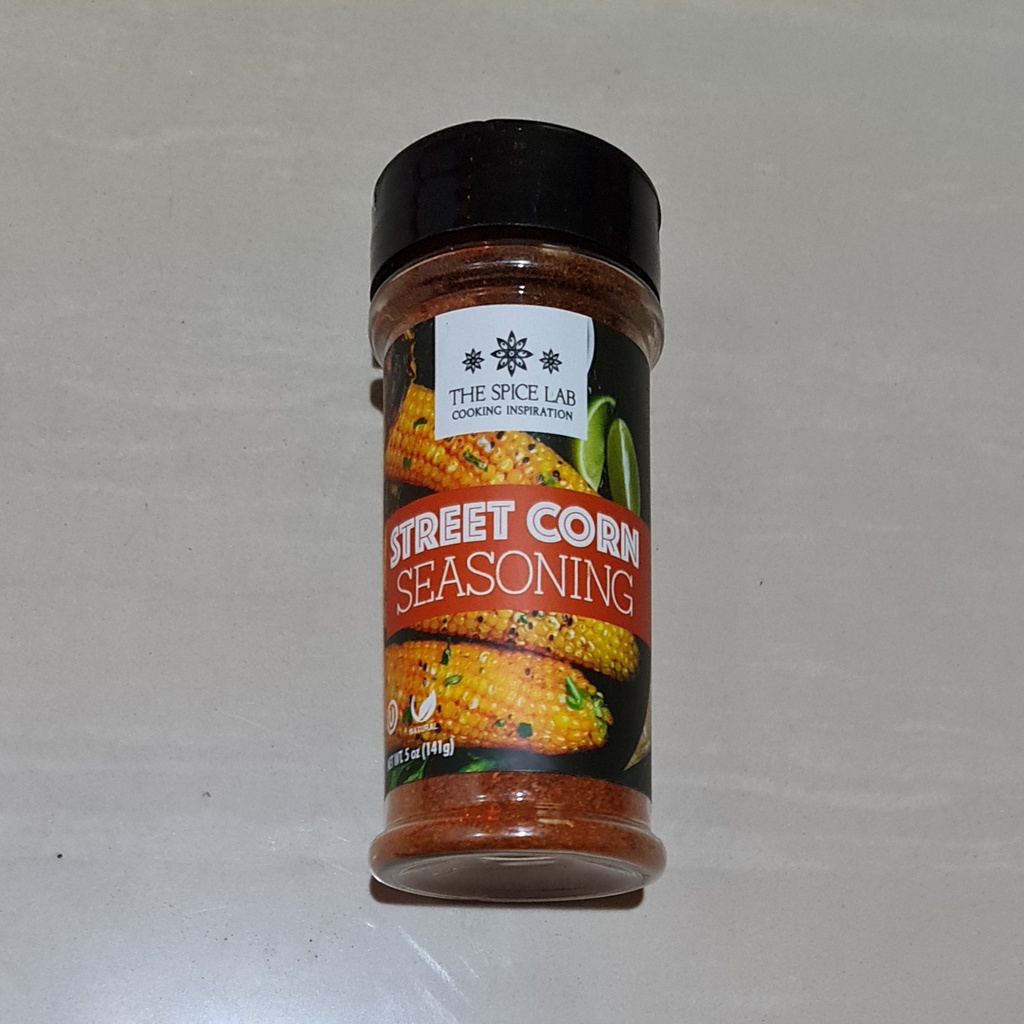 THE SPICE LAB
COOKING INSPIRATION
STREET CORN
SEASONING
NATURAL
NET WT. 5 oz (141g)